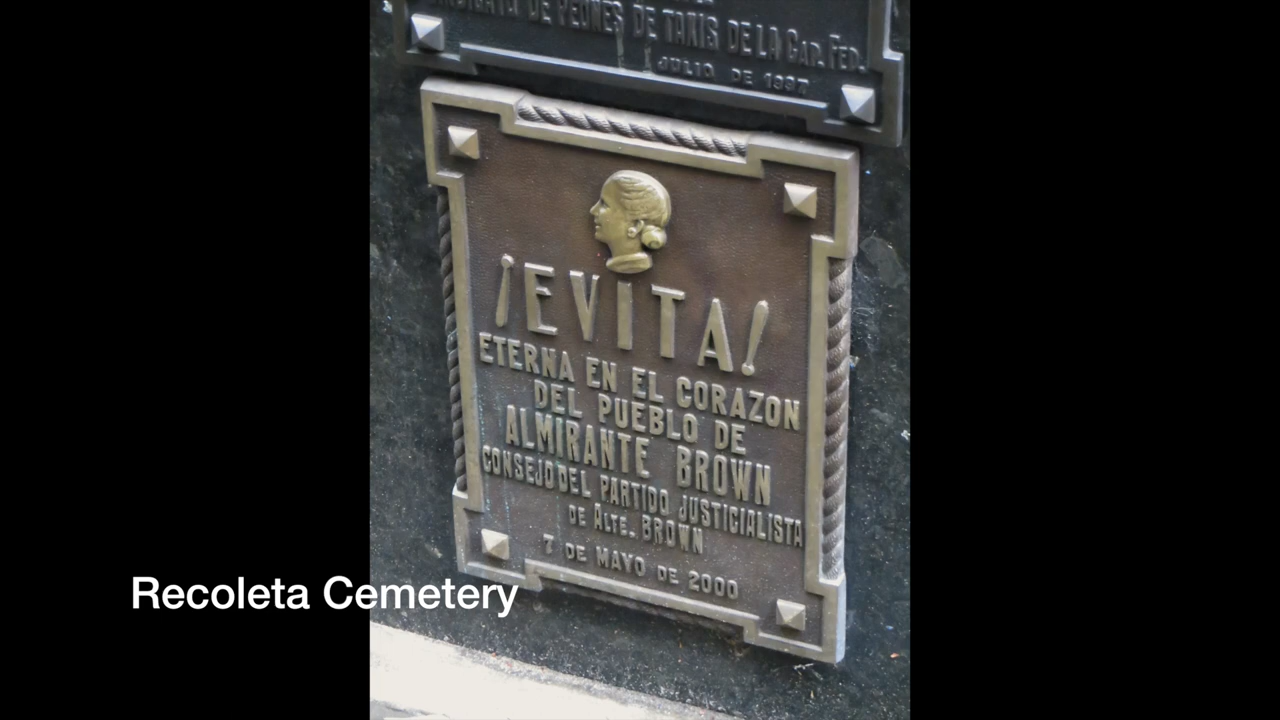 SINDICATO DE PEONES DE TAXIS DE LA CAP. FED.
JULIO DE 1997
¡EVITA!
ETERNA EN EL CORAZON
DEL PUEBLO DE
ALMIRANTE BROWN
CONSEJO DEL PARTIDO JUSTICIALISTA
DE ALTE. BROWN
7 DE MAYO DE 2000
Recoleta Cemetery